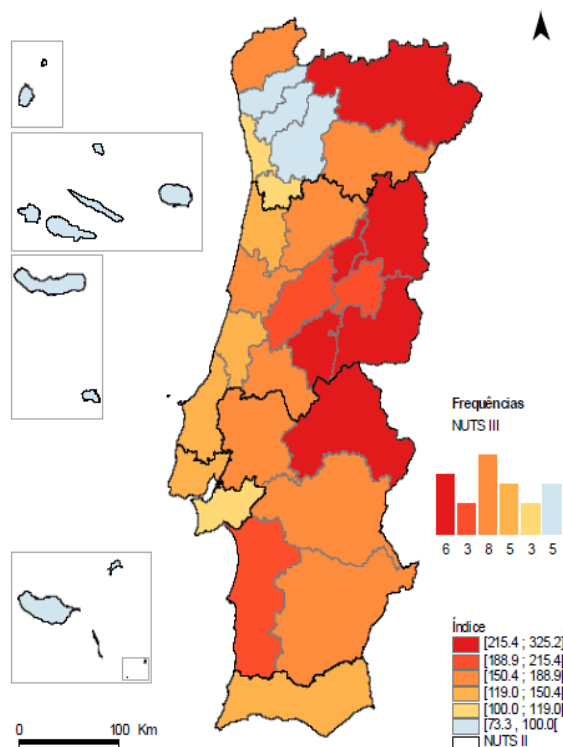 Frequências
NUTS III
6 3 8 5 3 5
Índice
[215.4 ; 325.2]
[188.9 ; 215.4[
[150.4 ; 188.9[
[119.0 ; 150.4[
[100.0 ; 119.0[
[73.3 , 100.0[
NUTS II
0 100 Km